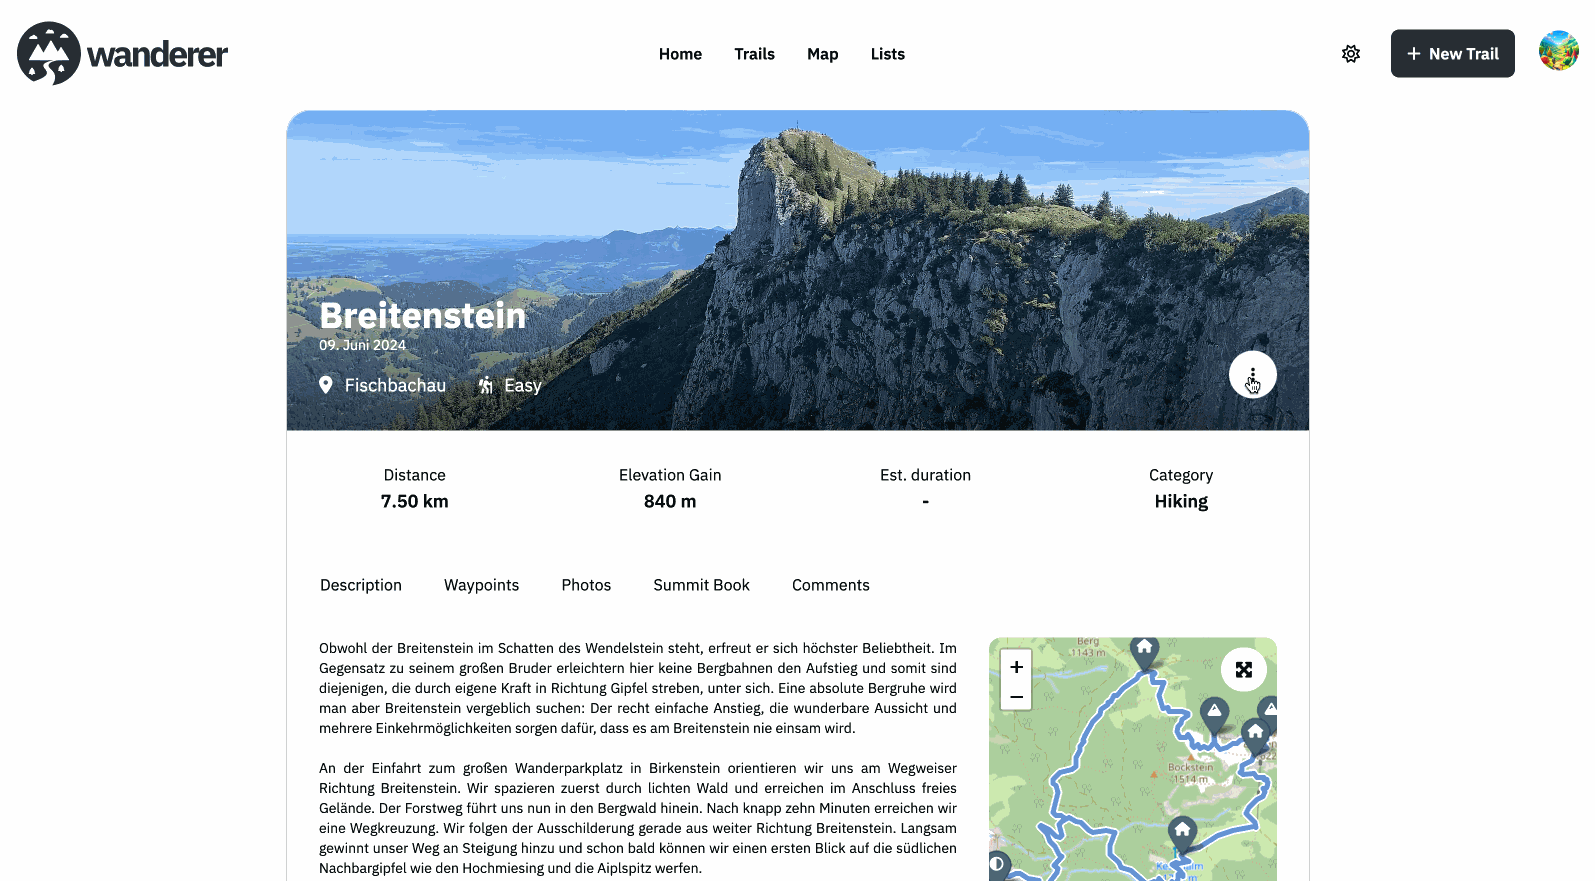 wanderer
Home Trails Map Lists
+ New Trail
Breitenstein
09. Juni 2024
Fischbachau Easy
Distance Elevation Gain Est. duration Category
7.50 km 840 m - Hiking
Description Waypoints Photos Summit Book Comments
Obwohl der Breitenstein im Schatten des Wendelstein steht, erfreut er sich höchster Beliebtheit. Im
Gegensatz zu seinem großen Bruder erleichtern hier keine Bergbahnen den Aufstieg und somit sind
diejenigen, die durch eigene Kraft in Richtung Gipfel streben, unter sich. Eine absolute Bergruhe wird
man aber Breitenstein vergeblich suchen: Der recht einfache Anstieg, die wunderbare Aussicht und
mehrere Einkehrmöglichkeiten sorgen dafür, dass es am Breitenstein nie einsam wird.
An der Einfahrt zum großen Wanderparkplatz in Birkenstein orientieren wir uns am Wegweiser
Richtung Breitenstein. Wir spazieren zuerst durch lichten Wald und erreichen im Anschluss freies
Gelände. Der Forstweg führt uns nun in den Bergwald hinein. Nach knapp zehn Minuten erreichen wir
eine Wegkreuzung. Wir folgen der Ausschilderung gerade aus weiter Richtung Breitenstein. Langsam
gewinnt unser Weg an Steigung hinzu und schon bald können wir einen ersten Blick auf die südlichen
Nachbargipfel wie den Hochmiesing und die Aiplspitz werfen.
Berg
1143 m
+
−
Bockstein
1514 m